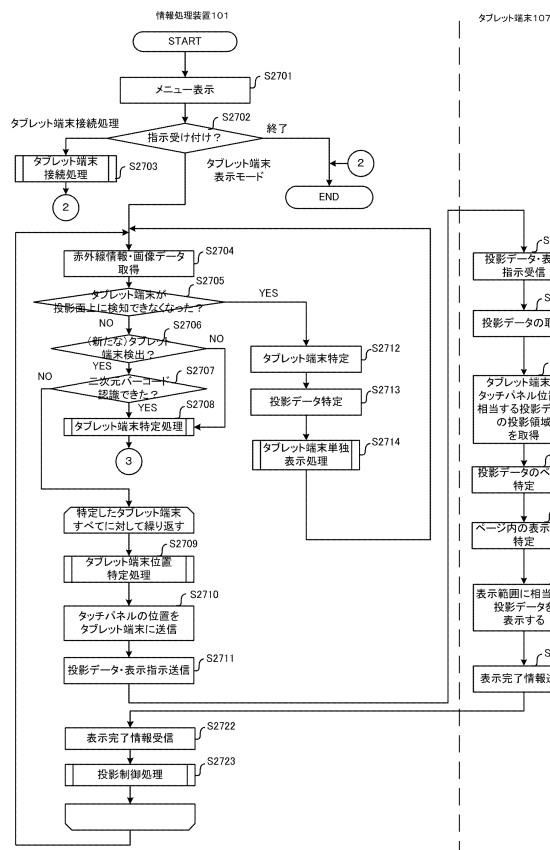 情報処理装置101
タブレット端末107
START
メニュー表示
S2701
S2702
指示受け付け？
タブレット端末接続処理
終了
タブレット端末
表示モード
タブレット端末
接続処理
S2703
2
2
END
赤外線情報・画像データ
取得
S2704
S2705
タブレット端末が
投影面上に検知できなくなった？
YES
NO
S2706
（新たな）タブレット
端末検出？
NO
YES
S2707
二次元バーコード
認識できた？
NO
YES
S2708
タブレット端末特定処理
3
タブレット端末特定
S2712
投影データ特定
S2713
タブレット端末単独
表示処理
S2714
特定したタブレット端末
すべてに対して繰り返す
S2709
タブレット端末位置
特定処理
S2710
タッチパネルの位置を
タブレット端末に送信
投影データ・表示指示送信
S2711
表示完了情報受信
S2722
投影制御処理
S2723
投影データ・表
指示受信
投影データの取
タブレット端末
タッチパネル位
相当する投影デ
の投影領域
を取得
投影データのペ
特定
ページ内の表示
特定
表示範囲に相当
投影データを
表示する
表示完了情報